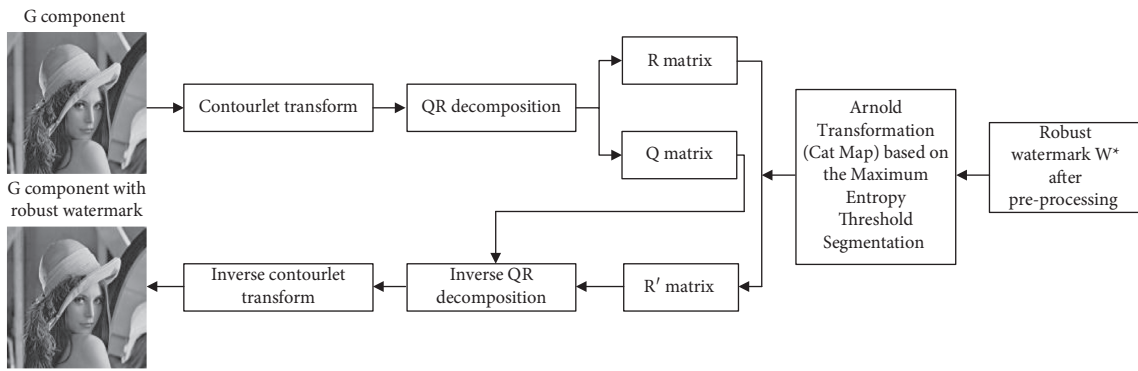 G component
Contourlet transform
QR decomposition
R matrix
Q matrix
Arnold
Transformation
(Cat Map) based on
the Maximum
Entropy
Threshold
Segmentation
Robust
watermark W*
after
pre-processing
G component with
robust watermark
Inverse contourlet
transform
Inverse QR
decomposition
R′ matrix